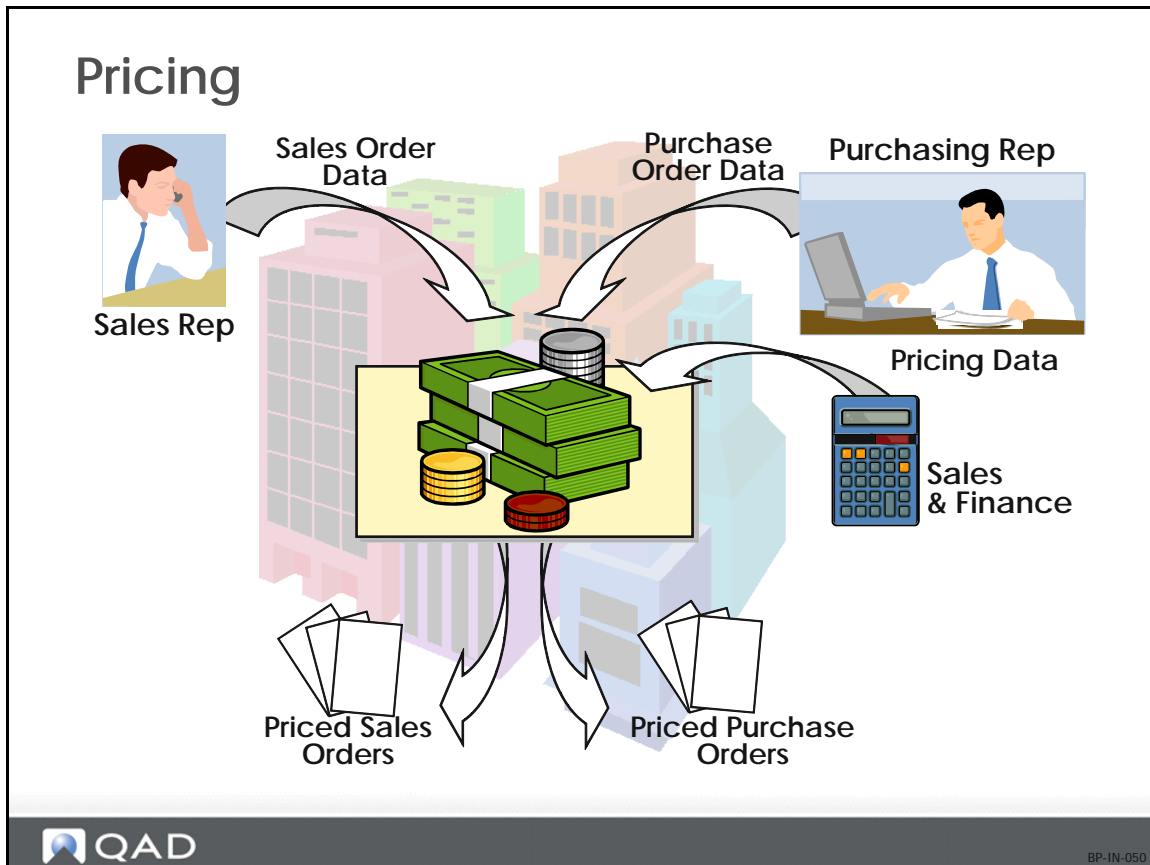 Pricing
Sales Order
Data
Purchase
Order Data
Purchasing Rep
Sales Rep
Pricing Data
Sales
& Finance
Priced Sales
Orders
Priced Purchase
Orders
QAD
BP-IN-050